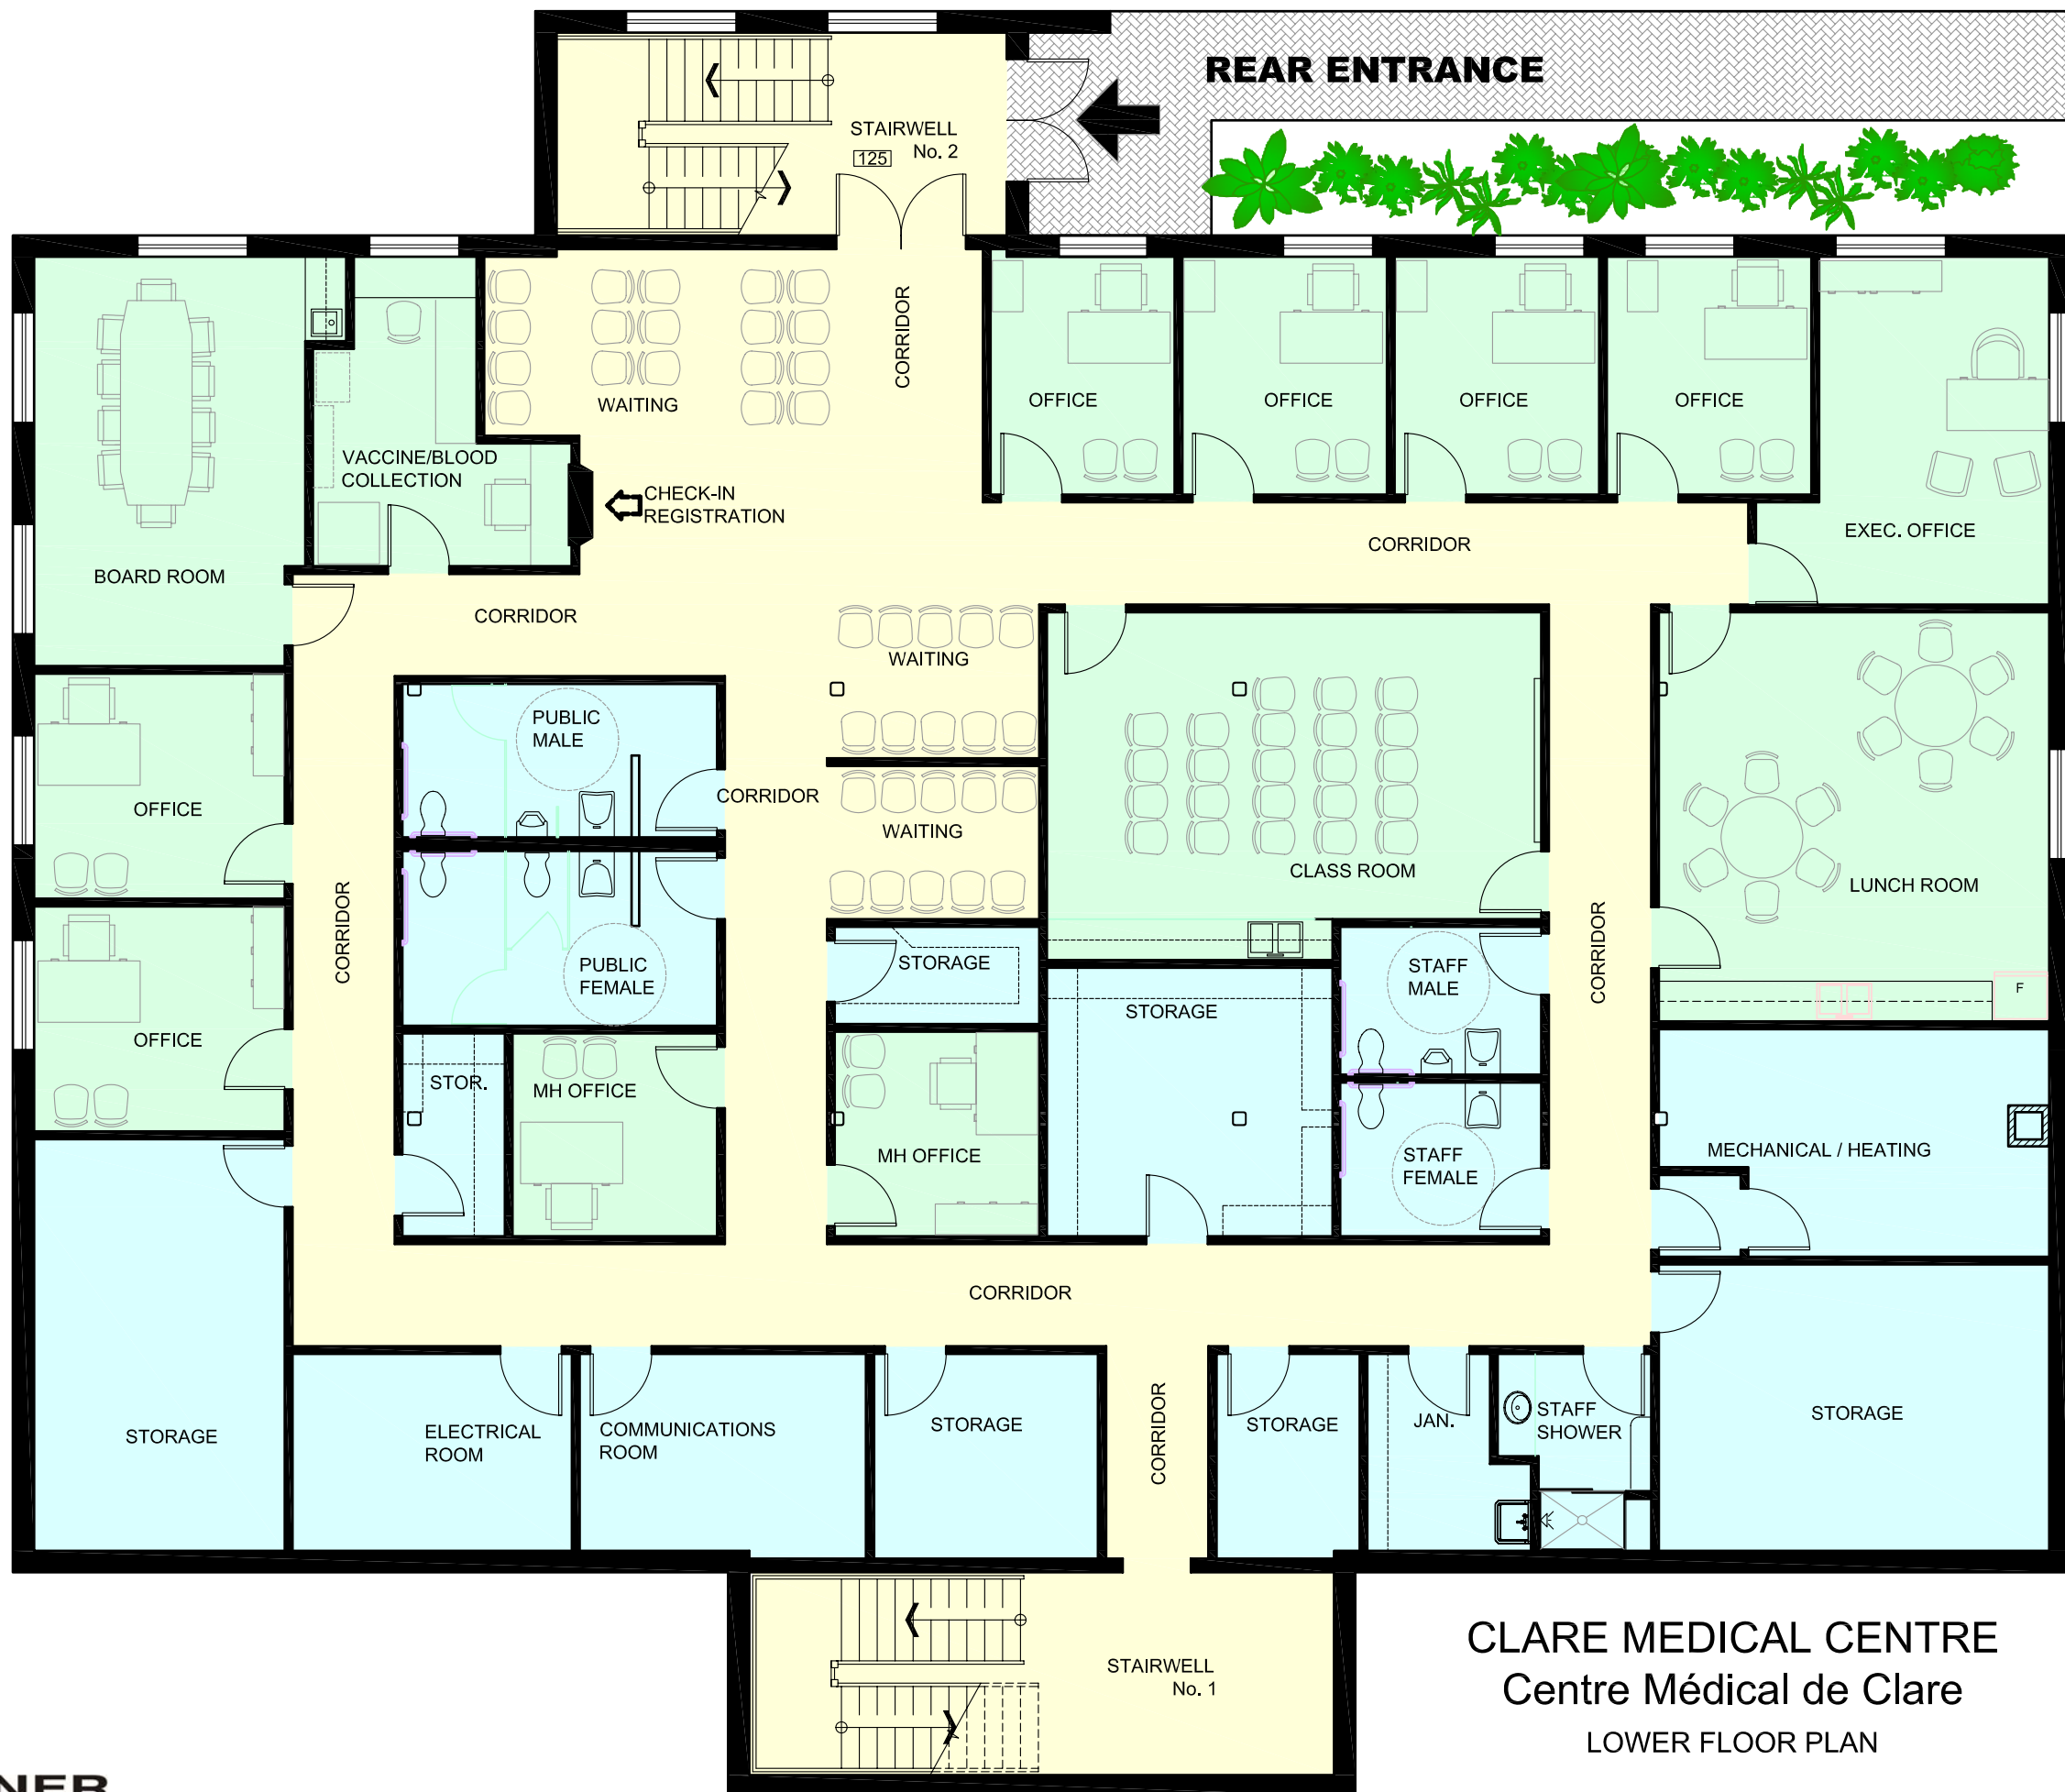 REAR ENTRANCE
STAIRWELL
No. 2
125
CORRIDOR
WAITING
OFFICE
OFFICE
OFFICE
OFFICE
VACCINE/BLOOD
COLLECTION
CHECK-IN
REGISTRATION
EXEC. OFFICE
CORRIDOR
BOARD ROOM
CORRIDOR
WAITING
PUBLIC
MALE
CORRIDOR
OFFICE
WAITING
CLASS ROOM
LUNCH ROOM
CORRIDOR
CORRIDOR
PUBLIC
FEMALE
STORAGE
STAFF
MALE
F
STORAGE
OFFICE
STOR.
MH OFFICE
MH OFFICE
STAFF
FEMALE
MECHANICAL / HEATING
CORRIDOR
STORAGE
ELECTRICAL
ROOM
COMMUNICATIONS
ROOM
STORAGE
CORRIDOR
STORAGE
JAN.
STAFF
SHOWER
STORAGE
STAIRWELL
No. 1
CLARE MEDICAL CENTRE
Centre Médical de Clare
LOWER FLOOR PLAN